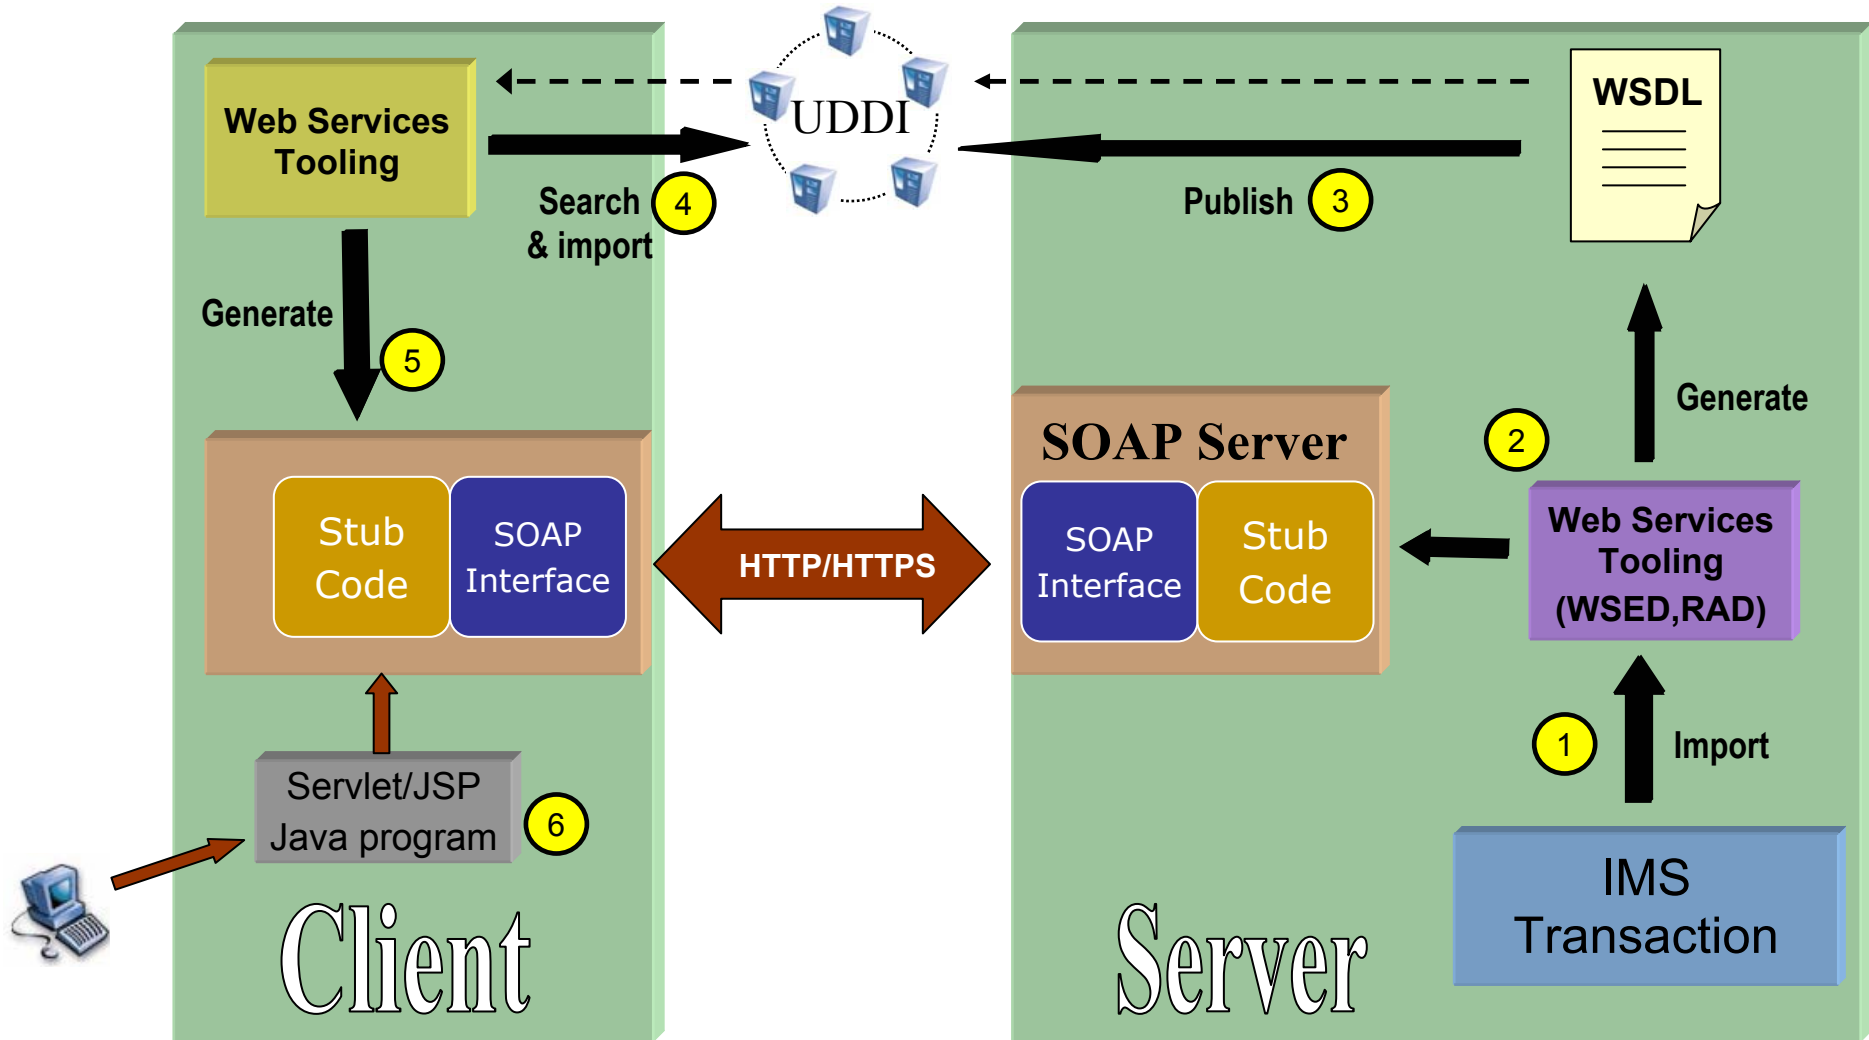 Web Services
Tooling
UDDI
WSDL
Search
& import
4
Publish
3
Generate
5
Generate
2
SOAP Server
Stub
Code
SOAP
Interface
HTTP/HTTPS
SOAP
Interface
Stub
Code
Web Services
Tooling
(WSED,RAD)
1
Import
Servlet/JSP
Java program
6
IMS
Transaction
Client
Server